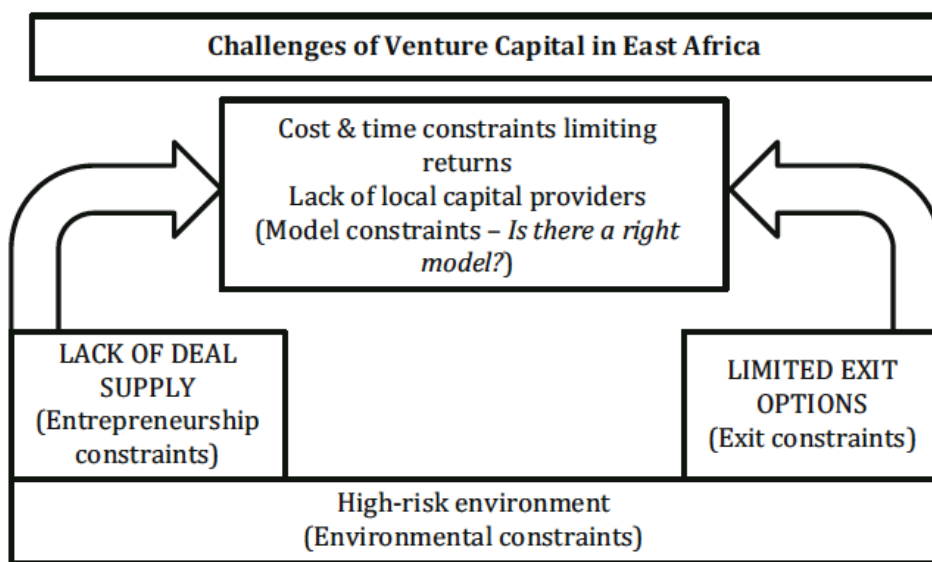 Challenges of Venture Capital in East Africa
Cost & time constraints limiting
returns
Lack of local capital providers
(Model constraints – Is there a right
model?)
LACK OF DEAL
SUPPLY
(Entrepreneurship
constraints)
LIMITED EXIT
OPTIONS
(Exit constraints)
High-risk environment
(Environmental constraints)